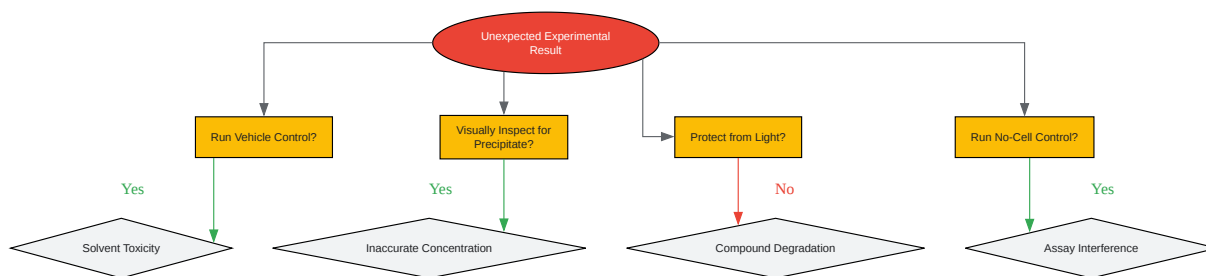 Unexpected Experimental
Result
Run Vehicle Control?
Visually Inspect for
Precipitate?
Protect from Light?
Run No-Cell Control?
Yes
Yes
No
Yes
Solvent Toxicity
Inaccurate Concentration
Compound Degradation
Assay Interference